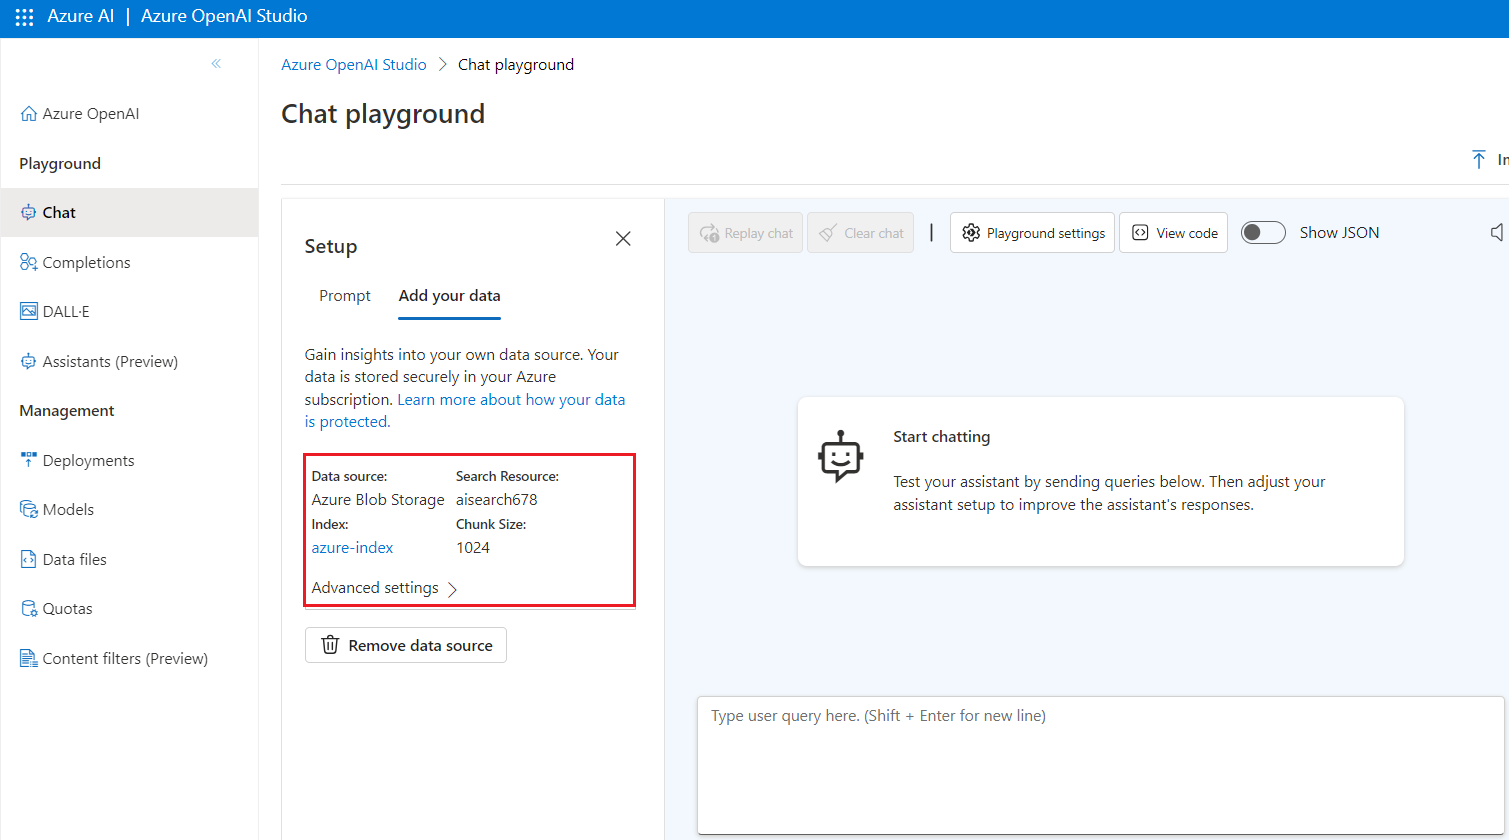 Azure AI | Azure OpenAI Studio
Azure OpenAI Studio > Chat playground
Chat playground
Azure OpenAI
Playground
Chat
Completions
DALL·E
Assistants (Preview)
Management
Deployments
Models
Data files
Quotas
Content filters (Preview)
Setup
Prompt
Add your data
Gain insights into your own data source. Your
data is stored securely in your Azure
subscription. Learn more about how your data
is protected.
Data source:
Azure Blob Storage
Search Resource:
aisearch678
Index:
azure-index
Chunk Size:
1024
Advanced settings
Remove data source
Replay chat
Clear chat
Playground settings
View code
Show JSON
Start chatting
Test your assistant by sending queries below. Then adjust your
assistant setup to improve the assistant's responses.
Type user query here. (Shift + Enter for new line)